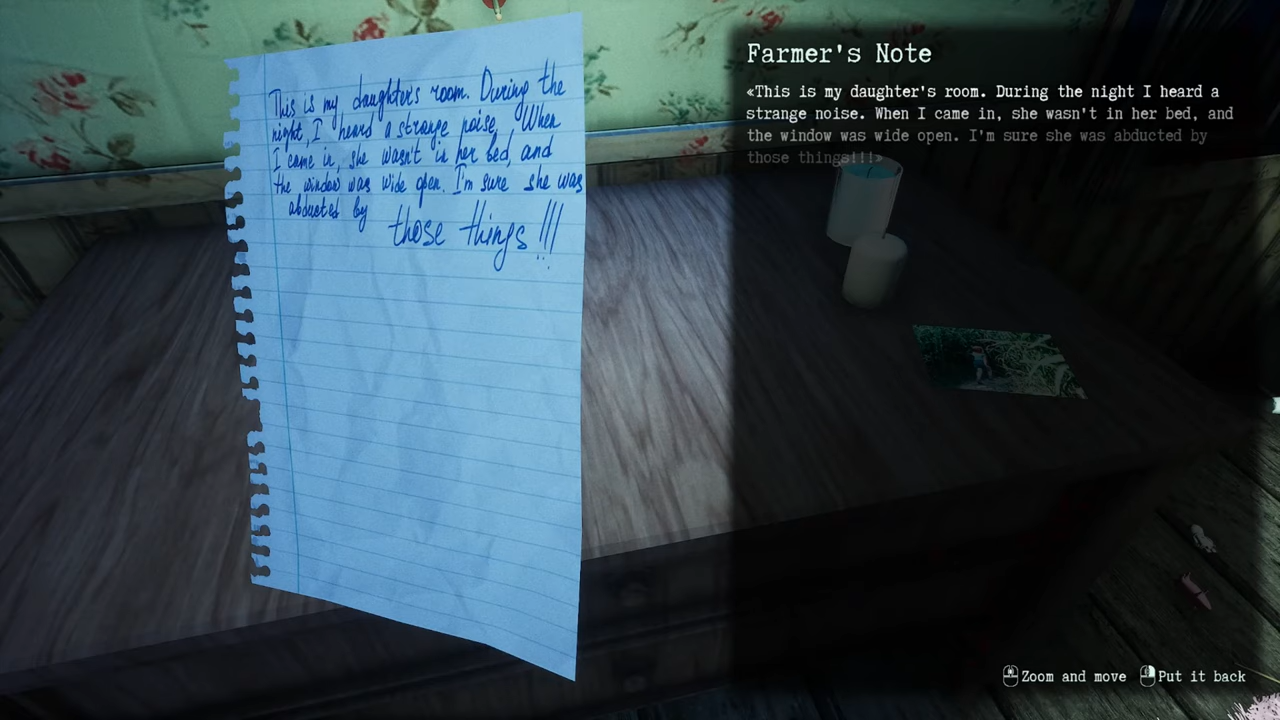 This is my daughter's room. During the
night, I heard a strange noise. When
I came in, she wasn't in her bed, and
the window was wide open. I'm sure she was
abducted by those things!!!
Farmer's Note
«This is my daughter's room. During the night I heard a
strange noise. When I came in, she wasn't in her bed, and
the window was wide open. I'm sure she was abducted by
those things!!!»
Zoom and move Put it back